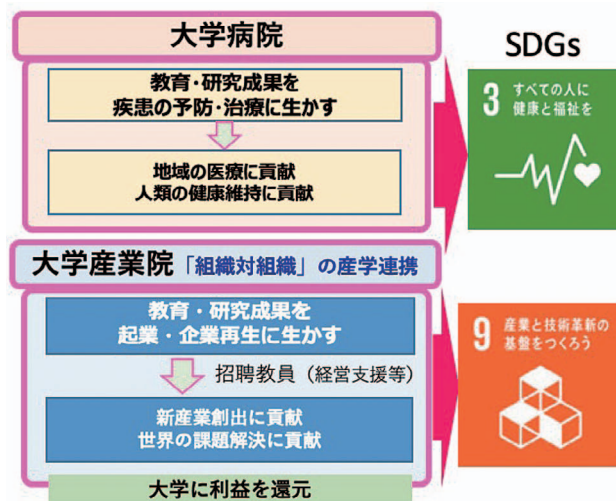 大学病院
教育・研究成果を
疾患の予防・治療に生かす
地域の医療に貢献
人類の健康維持に貢献
SDGs
3 すべての人に
健康と福祉を
大学産業院「組織対組織」の産学連携
教育・研究成果を
起業・企業再生に生かす
招聘教員（経営支援等）
新産業創出に貢献
世界の課題解決に貢献
大学に利益を還元
9 産業と技術革新の
基盤をつくろう